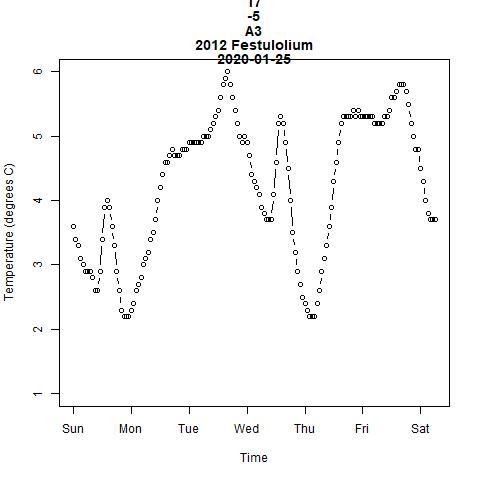 17
-5
A3
2012 Festulolium
2020-01-25
Temperature (degrees C)
6
5
4
3
2
1
Sun Mon Tue Wed Thu Fri Sat
Time